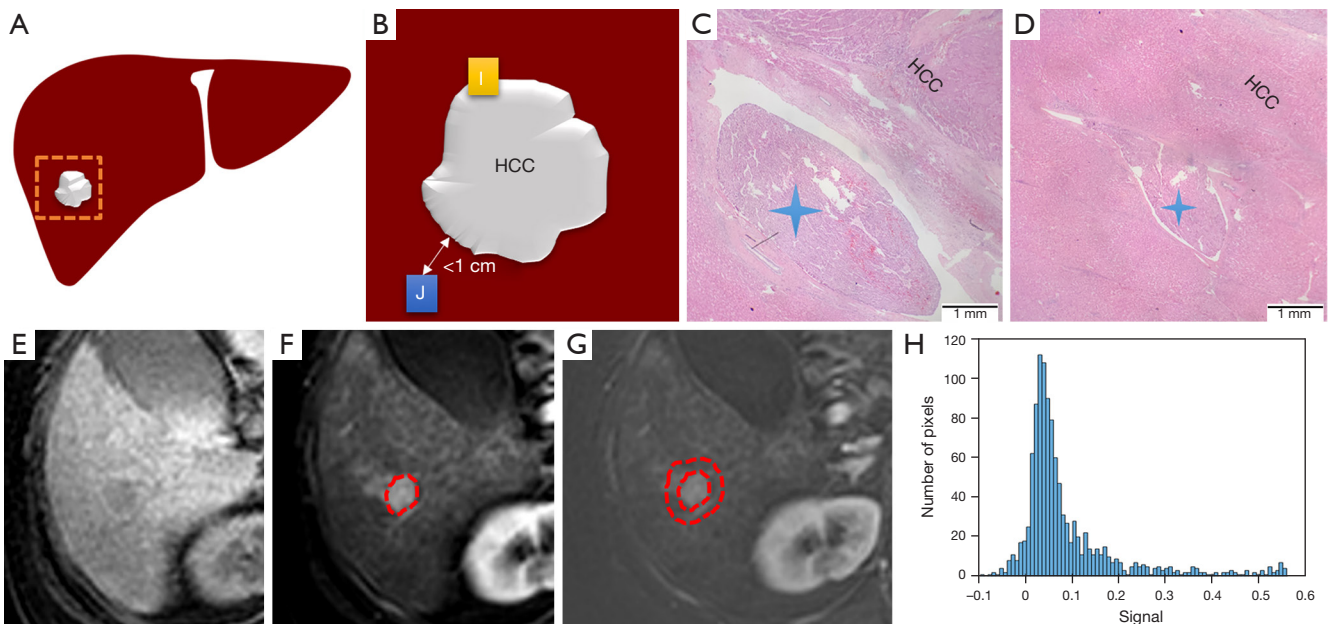 A
B
C
D
I
HCC
<1 cm
J
HCC
1 mm
HCC
1 mm
E
F
G
H
Number of pixels
120
100
80
60
40
20
0
−0.1 0 0.1 0.2 0.3 0.4 0.5 0.6
Signal